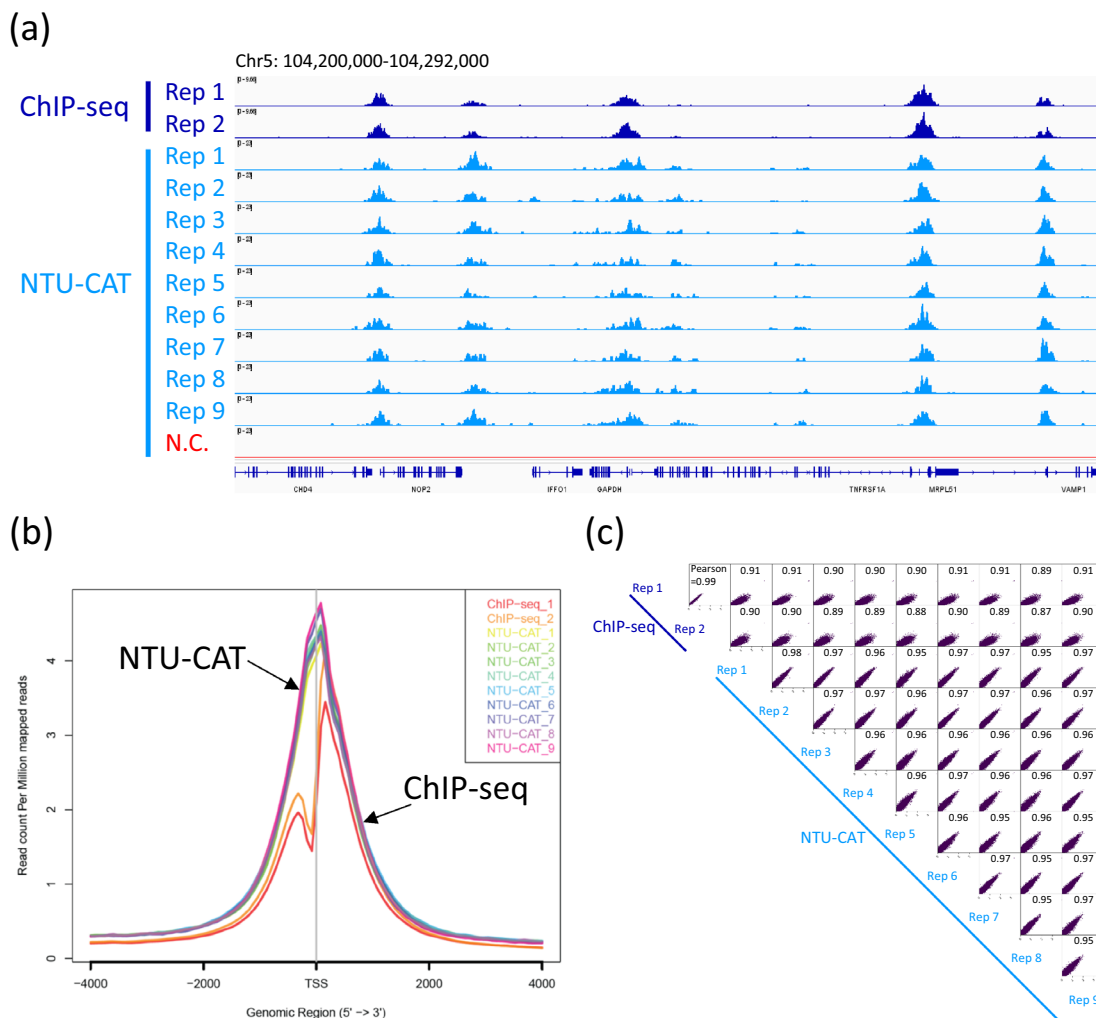 (a)
Chr5: 104,200,000-104,292,000
ChIP-seq
Rep 1
Rep 2
NTU-CAT
Rep 1
Rep 2
Rep 3
Rep 4
Rep 5
Rep 6
Rep 7
Rep 8
Rep 9
N.C.
CHD4 NOP2 IFFO1 GAPDH TNFRSF1A MRPL51 VAMP1
(b)
Read count Per Million mapped reads
0 1 2 3 4
NTU-CAT
ChIP-seq
ChIP-seq_1
ChIP-seq_2
NTU-CAT_1
NTU-CAT_2
NTU-CAT_3
NTU-CAT_4
NTU-CAT_5
NTU-CAT_6
NTU-CAT_7
NTU-CAT_8
NTU-CAT_9
-4000 -2000 TSS 2000 4000
Genomic Region (5' -> 3')
(c)
ChIP-seq
NTU-CAT
Rep 1 Pearson
=0.99 0.91 0.91 0.90 0.90 0.90 0.91 0.91 0.89 0.91
Rep 2 0.90 0.90 0.89 0.89 0.88 0.90 0.89 0.87 0.90
Rep 1 0.98 0.97 0.96 0.95 0.97 0.97 0.96 0.97
Rep 2 0.97 0.97 0.96 0.97 0.97 0.96 0.96
Rep 3 0.96 0.96 0.96 0.96 0.96 0.96
Rep 4 0.96 0.97 0.96 0.96 0.97
Rep 5 0.96 0.95 0.96 0.95
Rep 6 0.97 0.95 0.97
Rep 7 0.95 0.97
Rep 8 0.95
Rep 9